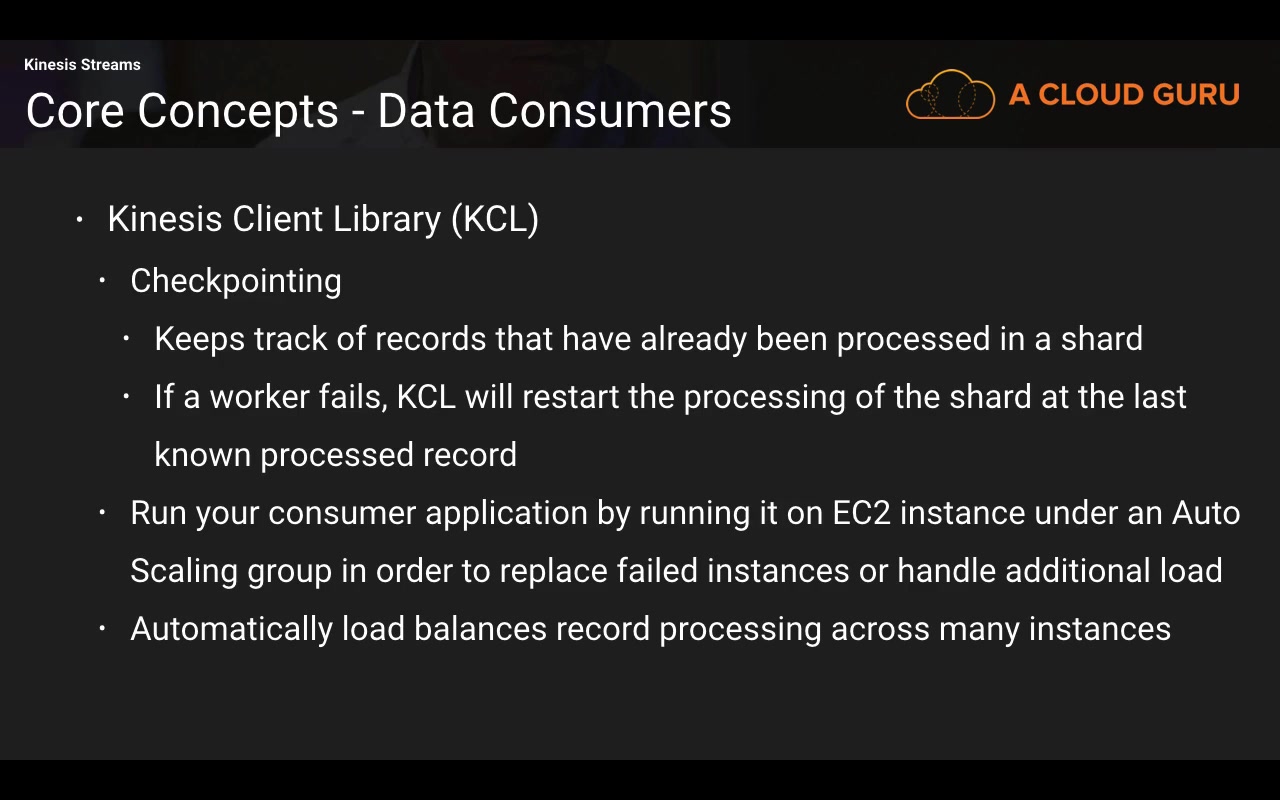 Kinesis Streams
Core Concepts - Data Consumers
A CLOUD GURU
• Kinesis Client Library (KCL)
• Checkpointing
• Keeps track of records that have already been processed in a shard
• If a worker fails, KCL will restart the processing of the shard at the last
known processed record
• Run your consumer application by running it on EC2 instance under an Auto
Scaling group in order to replace failed instances or handle additional load
• Automatically load balances record processing across many instances